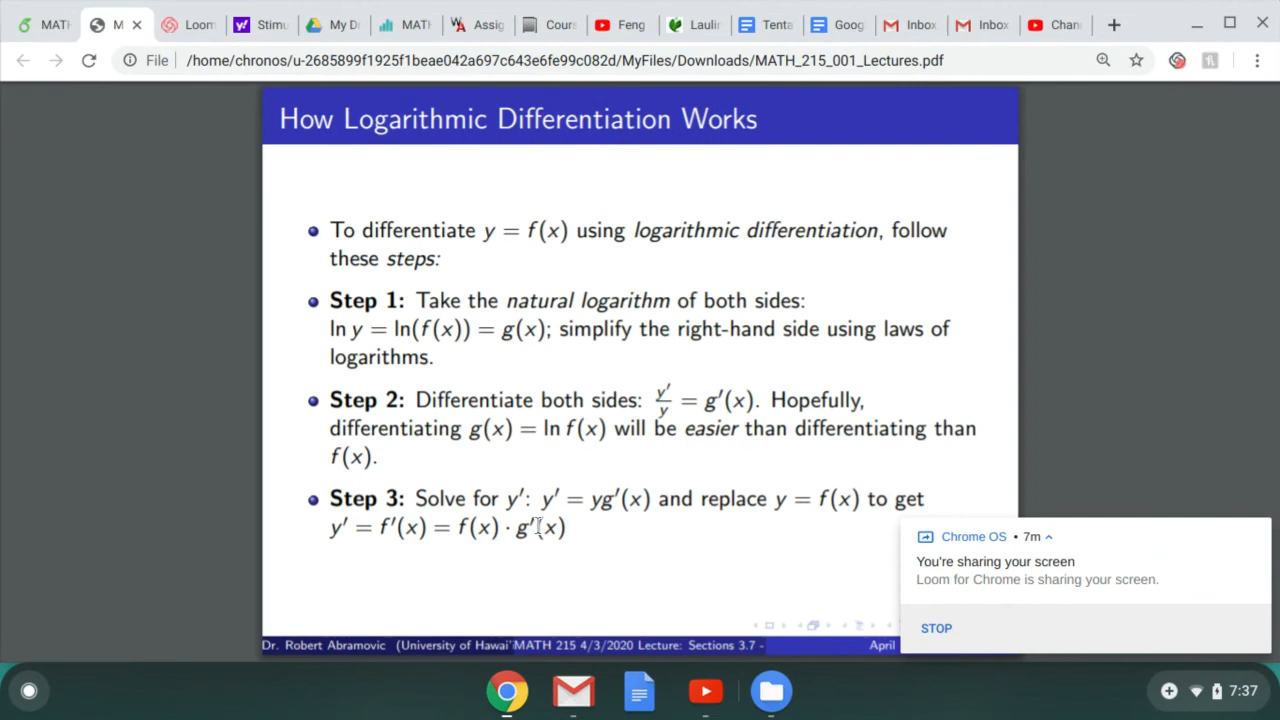 MATH
M
Loom
Stimu
My Dr
MATH
Assig
Cours
Feng
Laulim
Tenta
Goog
Inbox
Inbox
Chan
File /home/chronos/u-2685899f1925f1beae042a697c643e6fe99c082d/MyFiles/Downloads/MATH_215_001_Lectures.pdf
How Logarithmic Differentiation Works
To differentiate y = f(x) using logarithmic differentiation, follow
these steps:
Step 1: Take the natural logarithm of both sides:
ln y = ln(f(x)) = g(x); simplify the right-hand side using laws of
logarithms.
Step 2: Differentiate both sides: y′/y = g′(x). Hopefully,
differentiating g(x) = ln f(x) will be easier than differentiating than
f(x).
Step 3: Solve for y′: y′ = yg′(x) and replace y = f(x) to get
y′ = f′(x) = f(x) · g′(x)
Chrome OS • 7m
You're sharing your screen
Loom for Chrome is sharing your screen.
STOP
Dr. Robert Abramovic (University of Hawai'i MATH 215 4/3/2020 Lecture: Sections 3.7 - April
7:37